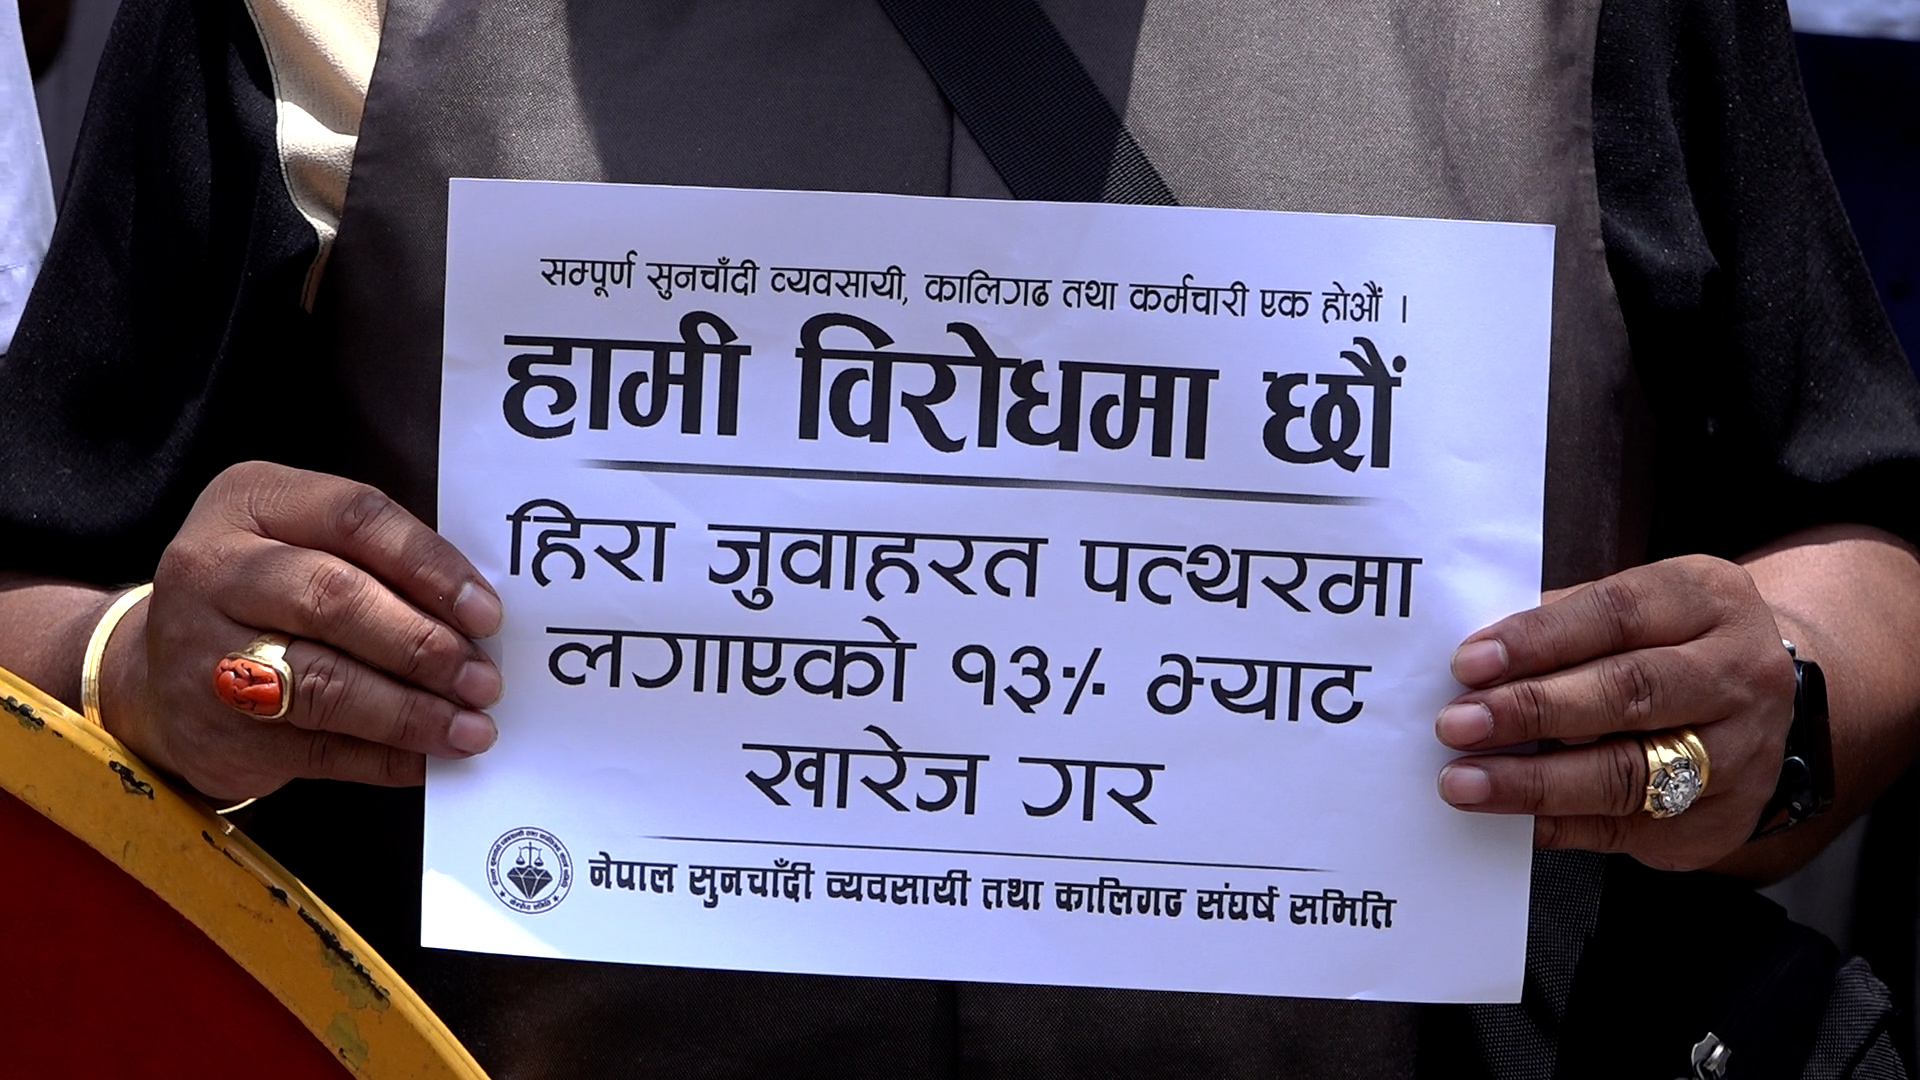 सम्पूर्ण सुनचाँदी व्यवसायी, कालिगढ तथा कर्मचारी एक होऔं ।
हामी विरोधमा छौं
हिरा जुवाहरत पत्थरमा
लगाएको १३% भ्याट
खारेज गर
नेपाल सुनचाँदी व्यवसायी तथा कालिगढ संघर्ष समिति